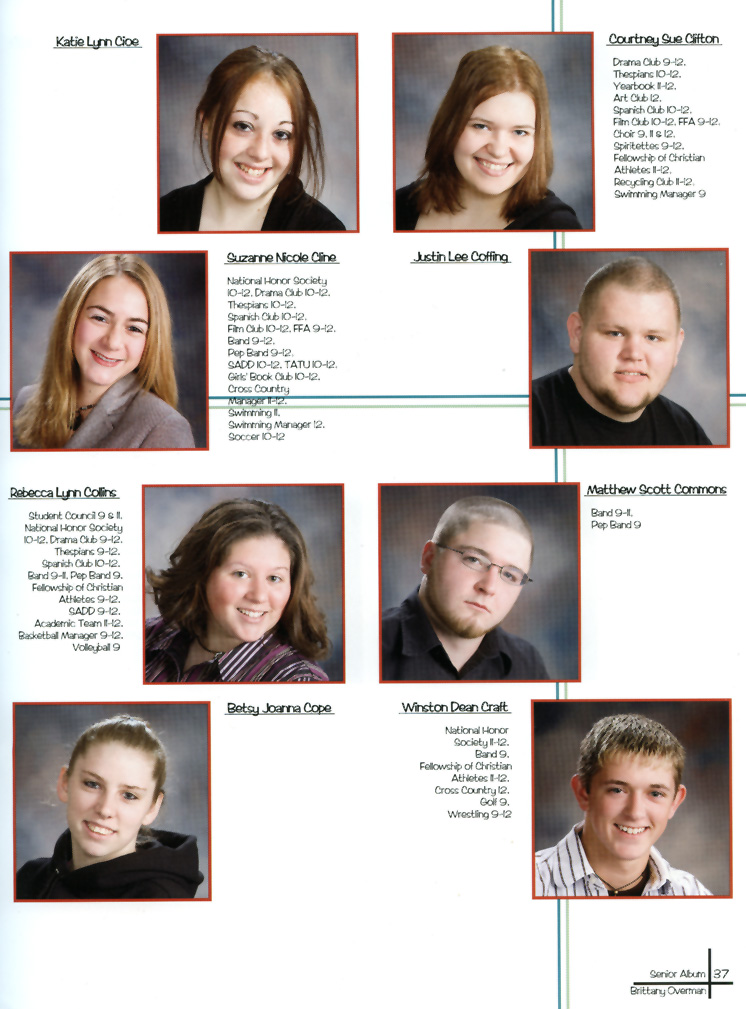 Katie Lynn Cioe
Courtney Sue Clifton
Drama Club 9-12,
Thespians 10-12,
Yearbook 11-12,
Art Club 12,
Spanish Club 10-12,
Film Club 10-12, FFA 9-12,
Choir 9, 11 & 12,
Spiritettes 9-12,
Fellowship of Christian
Athletes 11-12,
Recycling Club 11-12,
Swimming Manager 9
Suzanne Nicole Cline
National Honor Society
10-12, Drama Club 10-12,
Thespians 10-12,
Spanish Club 10-12,
Film Club 10-12, FFA 9-12,
Band 9-12,
Pep Band 9-12,
SADD 10-12, TATU 10-12,
Girls' Book Club 10-12,
Cross Country
Manager 11-12,
Swimming 11,
Swimming Manager 12,
Soccer 10-12
Justin Lee Coffing
Rebecca Lynn Collins
Student Council 9 & 11,
National Honor Society
10-12, Drama Club 9-12,
Thespians 9-12,
Spanish Club 10-12,
Band 9-11, Pep Band 9,
Fellowship of Christian
Athletes 9-12,
SADD 9-12,
Academic Team 11-12,
Basketball Manager 9-12,
Volleyball 9
Matthew Scott Commons
Band 9-11,
Pep Band 9
Betsy Joanna Cope
Winston Dean Craft
National Honor
Society 11-12,
Band 9,
Fellowship of Christian
Athletes 11-12,
Cross Country 12,
Golf 9,
Wrestling 9-12
Senior Album 37
Brittany Overman